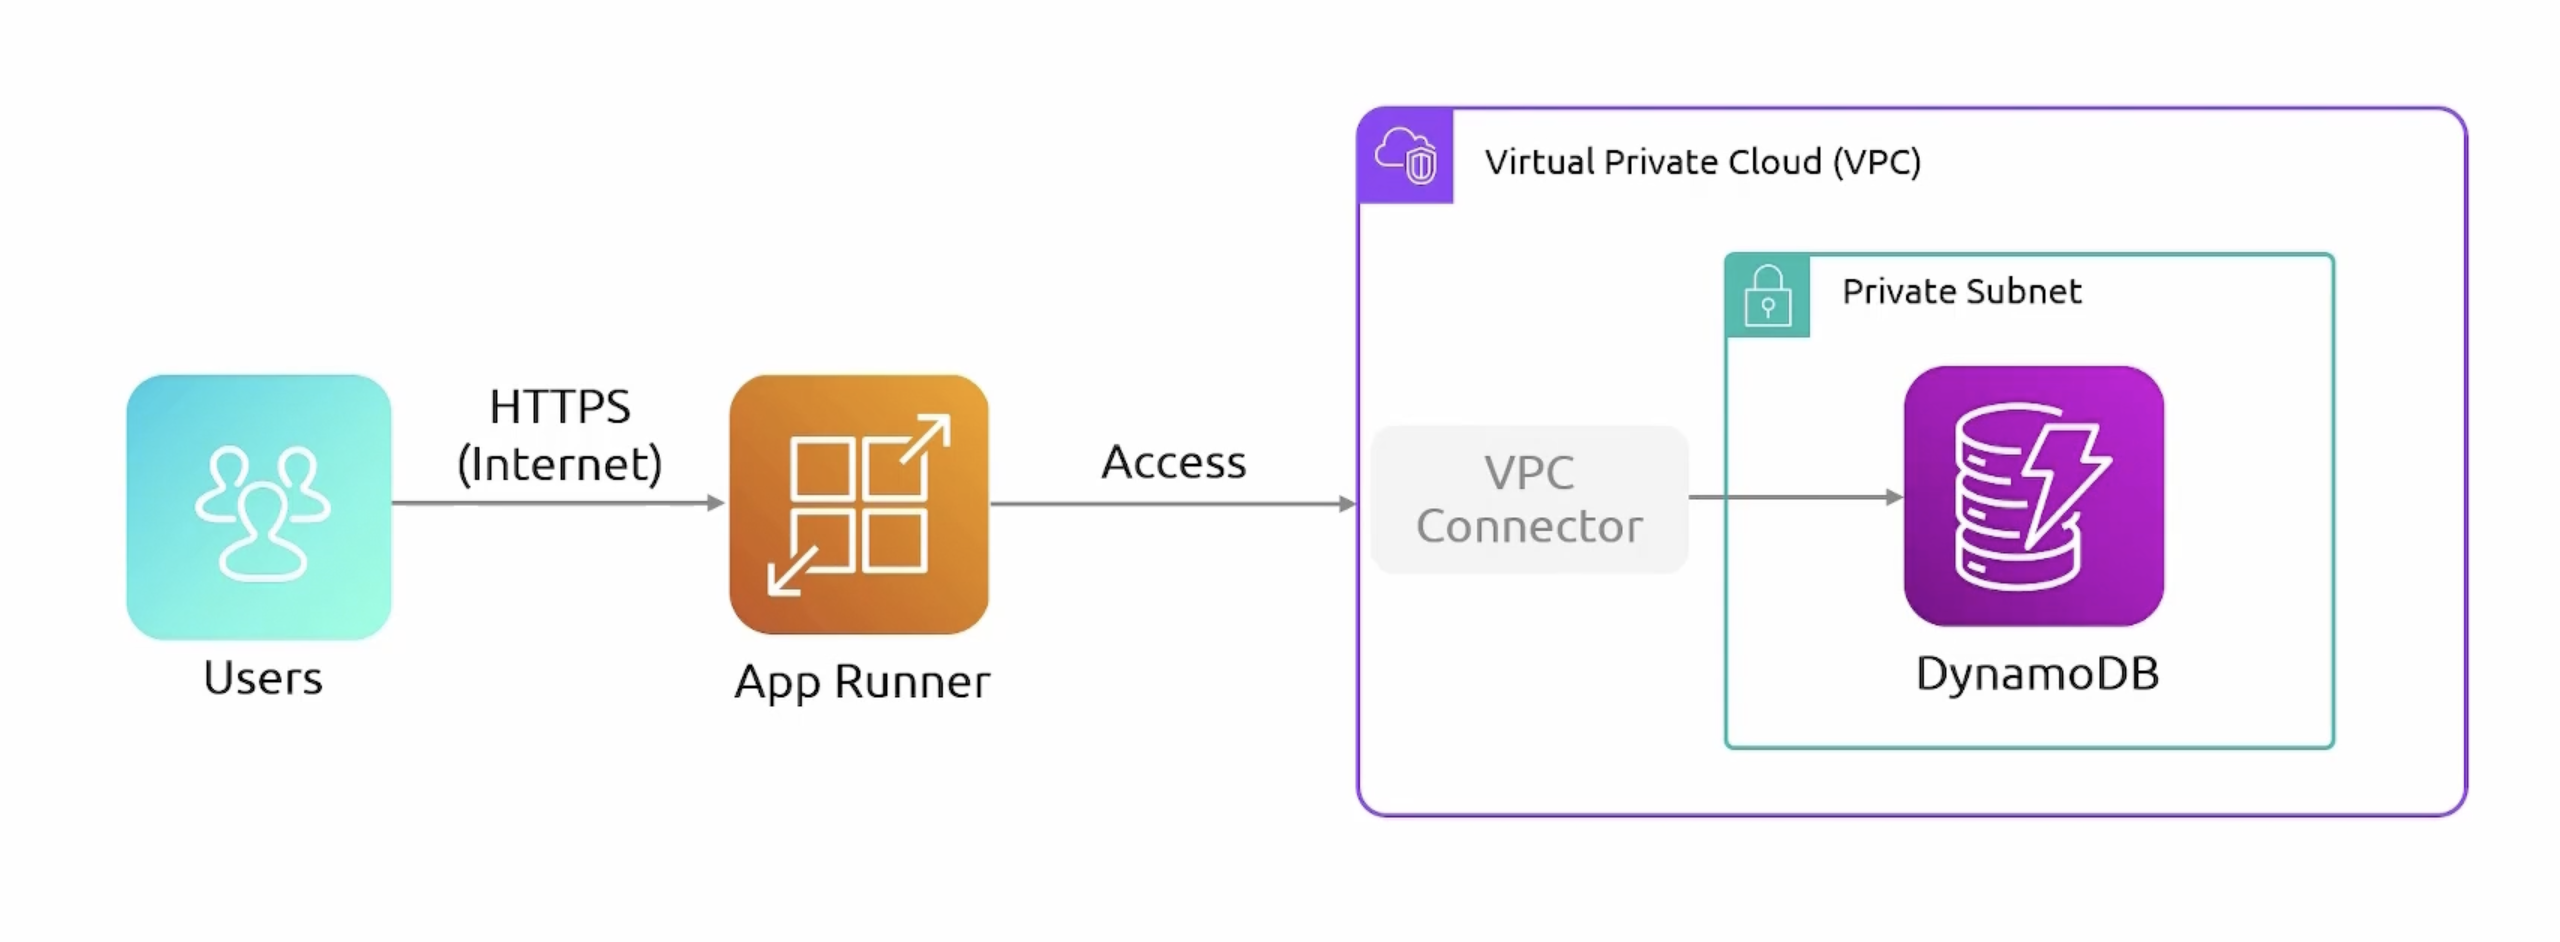 Virtual Private Cloud (VPC)
Private Subnet
HTTPS
(Internet)
Access
VPC
Connector
Users
App Runner
DynamoDB